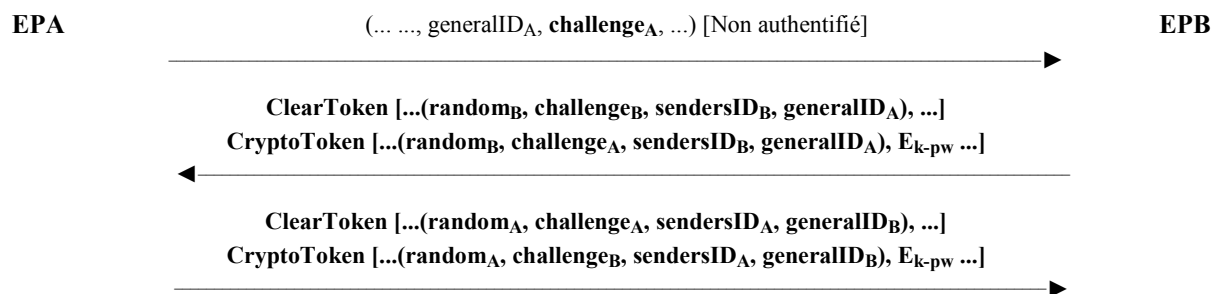 EPA (... ..., generalIDA, challengeA, ...) [Non authentifié] EPB
ClearToken [...(randomB, challengeB, sendersIDB, generalIDA), ...]
CryptoToken [...(randomB, challengeA, sendersIDB, generalIDA), Ek-pw ...]
ClearToken [...(randomA, challengeA, sendersIDA, generalIDB), ...]
CryptoToken [...(randomA, challengeB, sendersIDA, generalIDB), Ek-pw ...]